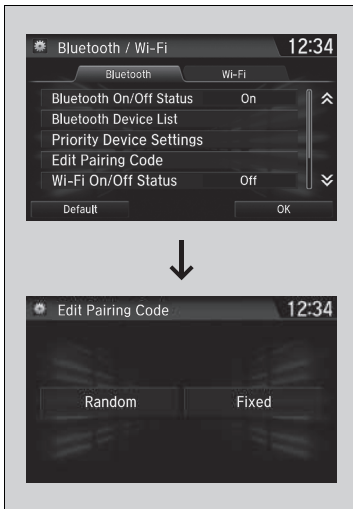 Bluetooth / Wi-Fi 12:34
Bluetooth Wi-Fi
Bluetooth On/Off Status On
Bluetooth Device List
Priority Device Settings
Edit Pairing Code
Wi-Fi On/Off Status Off
Default OK
Edit Pairing Code 12:34
Random Fixed